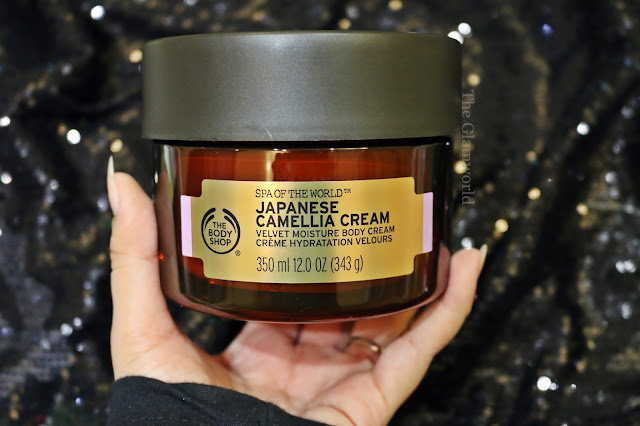 SPA OF THE WORLD™
JAPANESE
CAMELLIA CREAM
VELVET MOISTURE BODY CREAM
CRÈME HYDRATATION VELOURS
350 ml 12.0 OZ (343 g)
THE
BODY
SHOP
®
The Glamworld